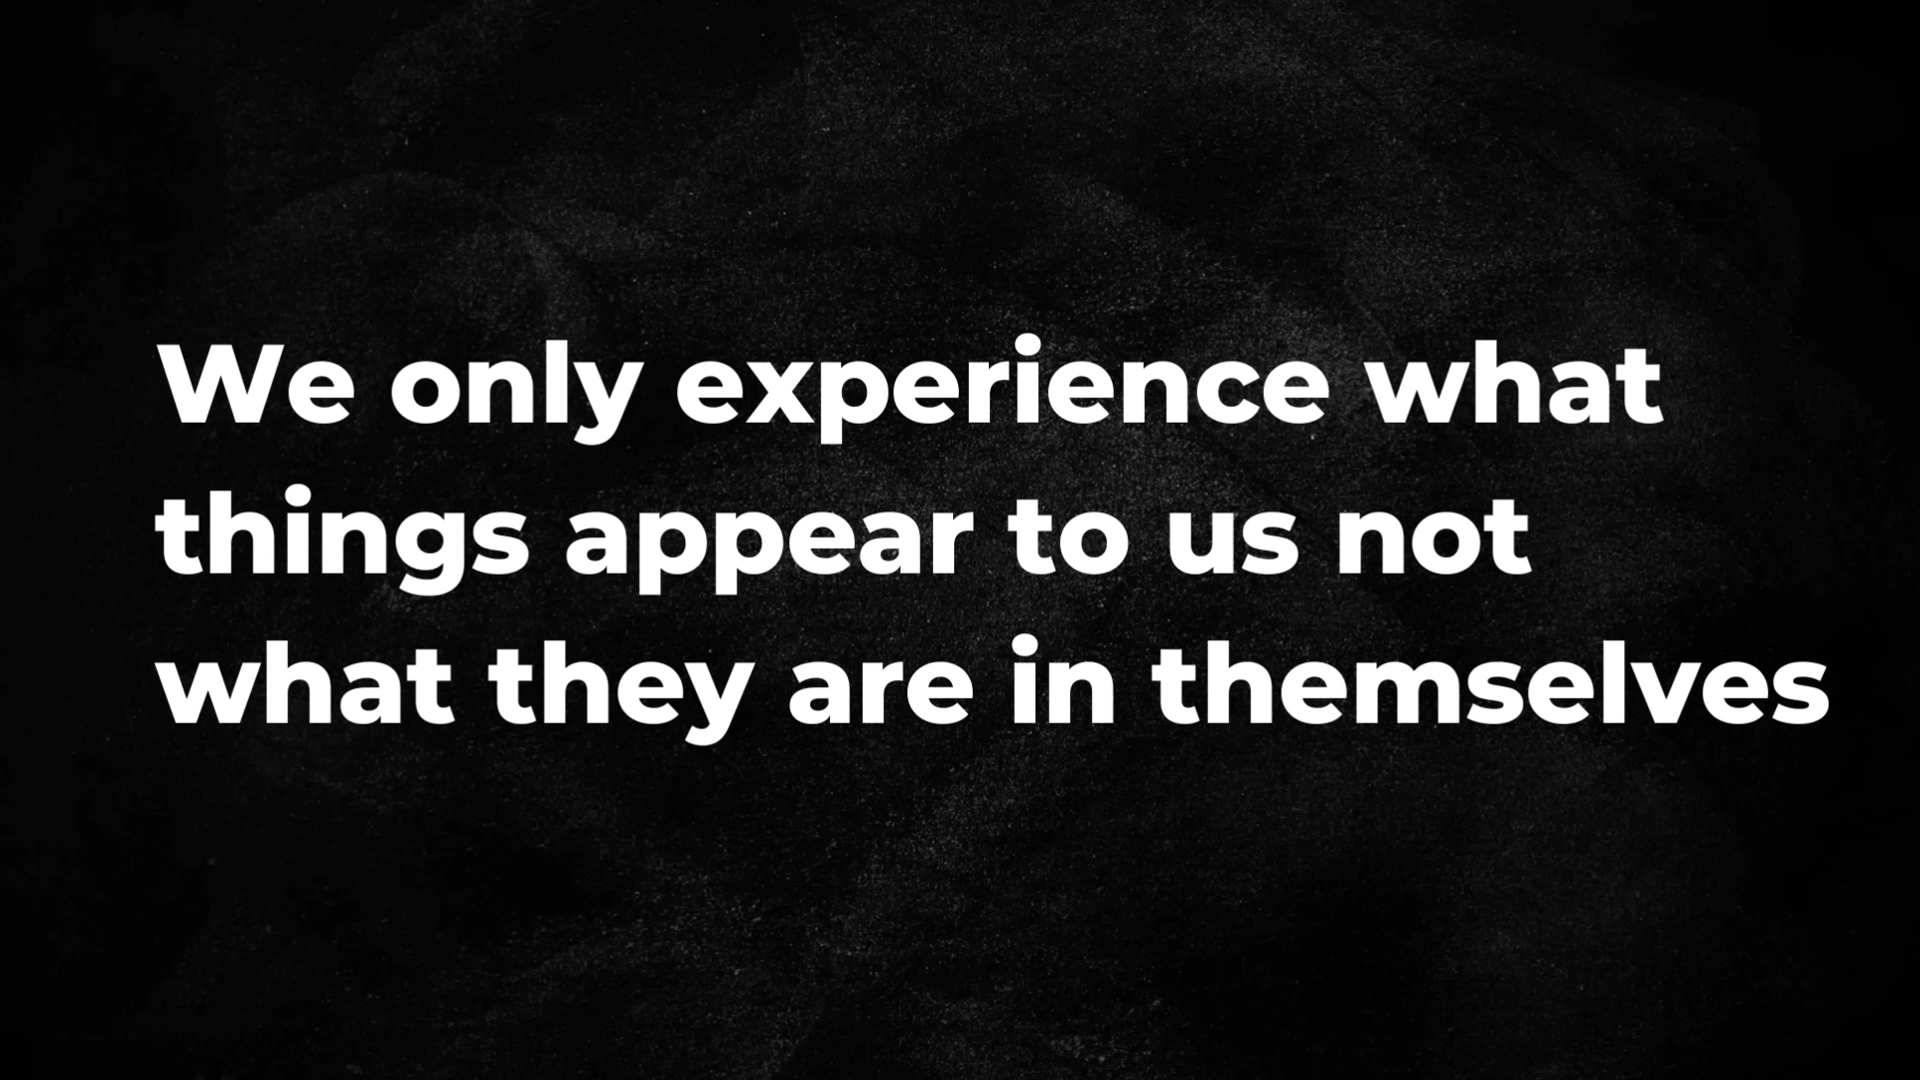 We only experience what
things appear to us not
what they are in themselves